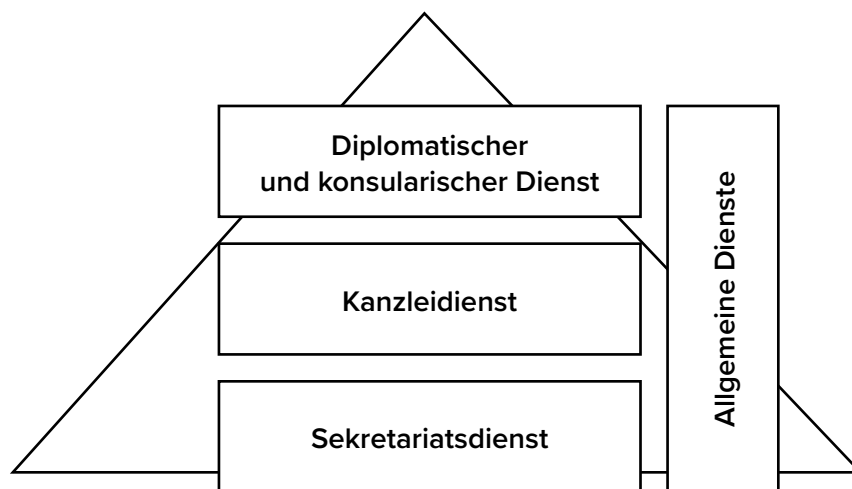 Diplomatischer
und konsularischer Dienst
Kanzleidienst
Sekretariatsdienst
Allgemeine Dienste